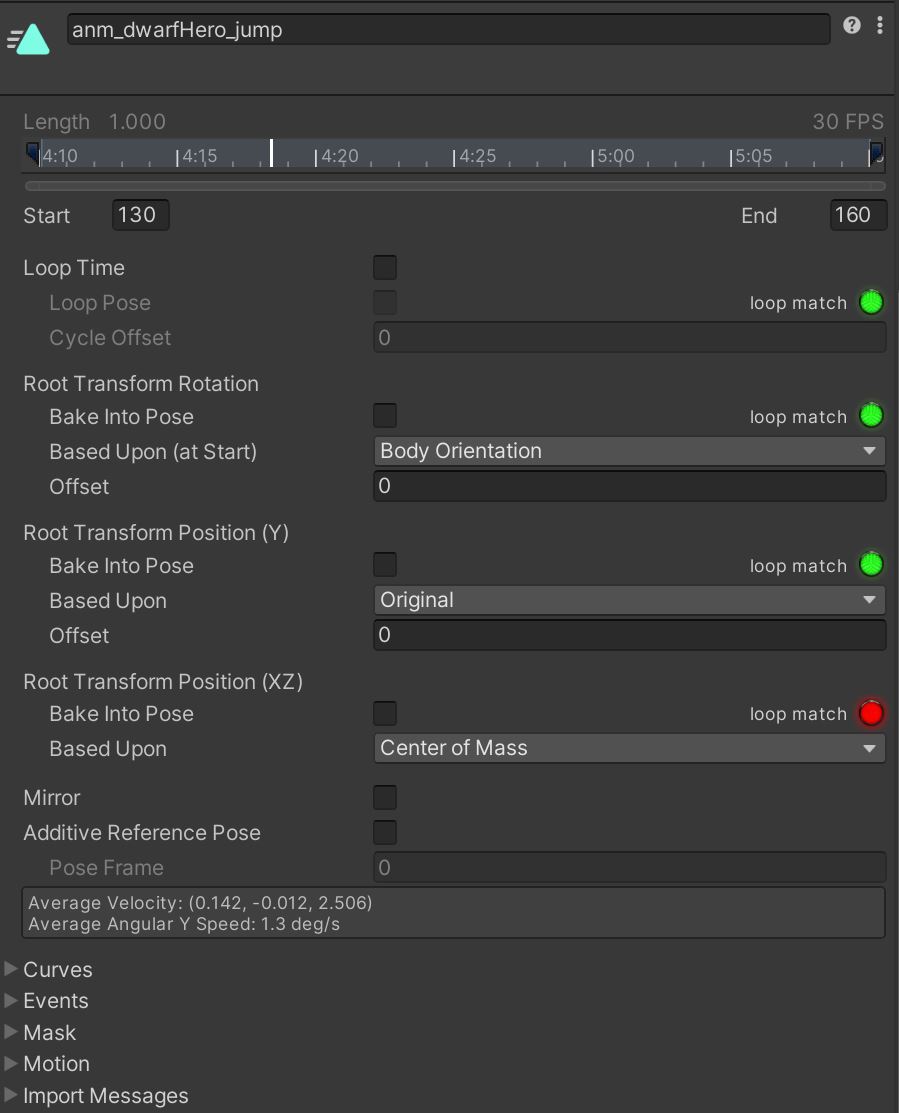 anm_dwarfHero_jump
Length 1.000 30 FPS
4:10 4:15 4:20 4:25 5:00 5:05
Start 130 End 160
Loop Time
Loop Pose loop match
Cycle Offset 0
Root Transform Rotation
Bake Into Pose loop match
Based Upon (at Start) Body Orientation
Offset 0
Root Transform Position (Y)
Bake Into Pose loop match
Based Upon Original
Offset 0
Root Transform Position (XZ)
Bake Into Pose loop match
Based Upon Center of Mass
Mirror
Additive Reference Pose
Pose Frame 0
Average Velocity: (0.142, -0.012, 2.506)
Average Angular Y Speed: 1.3 deg/s
Curves
Events
Mask
Motion
Import Messages